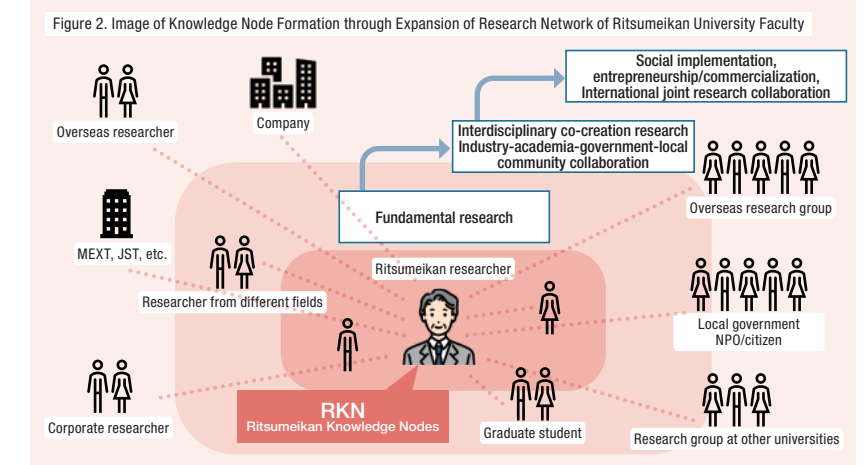 Figure 2. Image of Knowledge Node Formation through Expansion of Research Network of Ritsumeikan University Faculty
Social implementation,
entrepreneurship/commercialization,
International joint research collaboration
Overseas researcher
Company
Interdisciplinary co-creation research
Industry-academia-government-local
community collaboration
Overseas research group
Fundamental research
MEXT, JST, etc.
Ritsumeikan researcher
Researcher from different fields
Local government
NPO/citizen
RKN
Ritsumeikan Knowledge Nodes
Corporate researcher
Graduate student
Research group at other universities